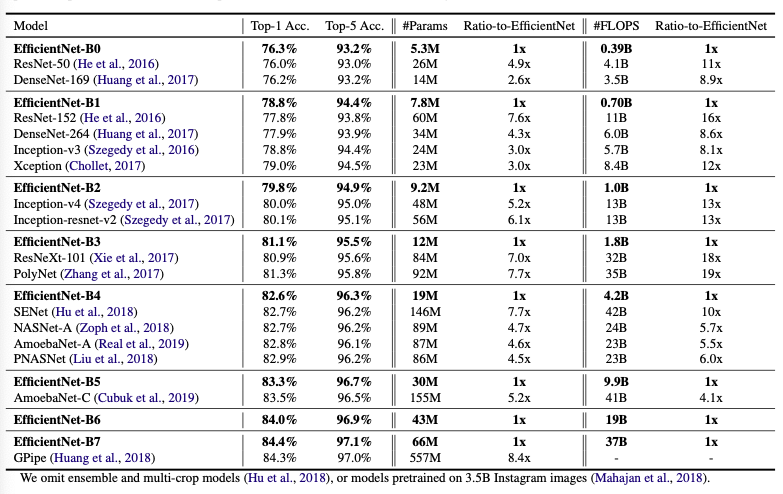 Model Top-1 Acc. Top-5 Acc. #Params Ratio-to-EfficientNet #FLOPS Ratio-to-EfficientNet
EfficientNet-B0 76.3% 93.2% 5.3M 1x 0.39B 1x
ResNet-50 (He et al., 2016) 76.0% 93.0% 26M 4.9x 4.1B 11x
DenseNet-169 (Huang et al., 2017) 76.2% 93.2% 14M 2.6x 3.5B 8.9x
EfficientNet-B1 78.8% 94.4% 7.8M 1x 0.70B 1x
ResNet-152 (He et al., 2016) 77.8% 93.8% 60M 7.6x 11B 16x
DenseNet-264 (Huang et al., 2017) 77.9% 93.9% 34M 4.3x 6.0B 8.6x
Inception-v3 (Szegedy et al., 2016) 78.8% 94.4% 24M 3.0x 5.7B 8.1x
Xception (Chollet, 2017) 79.0% 94.5% 23M 3.0x 8.4B 12x
EfficientNet-B2 79.8% 94.9% 9.2M 1x 1.0B 1x
Inception-v4 (Szegedy et al., 2017) 80.0% 95.0% 48M 5.2x 13B 13x
Inception-resnet-v2 (Szegedy et al., 2017) 80.1% 95.1% 56M 6.1x 13B 13x
EfficientNet-B3 81.1% 95.5% 12M 1x 1.8B 1x
ResNeXt-101 (Xie et al., 2017) 80.9% 95.6% 84M 7.0x 32B 18x
PolyNet (Zhang et al., 2017) 81.3% 95.8% 92M 7.7x 35B 19x
EfficientNet-B4 82.6% 96.3% 19M 1x 4.2B 1x
SENet (Hu et al., 2018) 82.7% 96.2% 146M 7.7x 42B 10x
NASNet-A (Zoph et al., 2018) 82.7% 96.2% 89M 4.7x 24B 5.7x
AmoebaNet-A (Real et al., 2019) 82.8% 96.1% 87M 4.6x 23B 5.5x
PNASNet (Liu et al., 2018) 82.9% 96.2% 86M 4.5x 23B 6.0x
EfficientNet-B5 83.3% 96.7% 30M 1x 9.9B 1x
AmoebaNet-C (Cubuk et al., 2019) 83.5% 96.5% 155M 5.2x 41B 4.1x
EfficientNet-B6 84.0% 96.9% 43M 1x 19B 1x
EfficientNet-B7 84.4% 97.1% 66M 1x 37B 1x
GPipe (Huang et al., 2018) 84.3% 97.0% 557M 8.4x - -
We omit ensemble and multi-crop models (Hu et al., 2018), or models pretrained on 3.5B Instagram images (Mahajan et al., 2018).